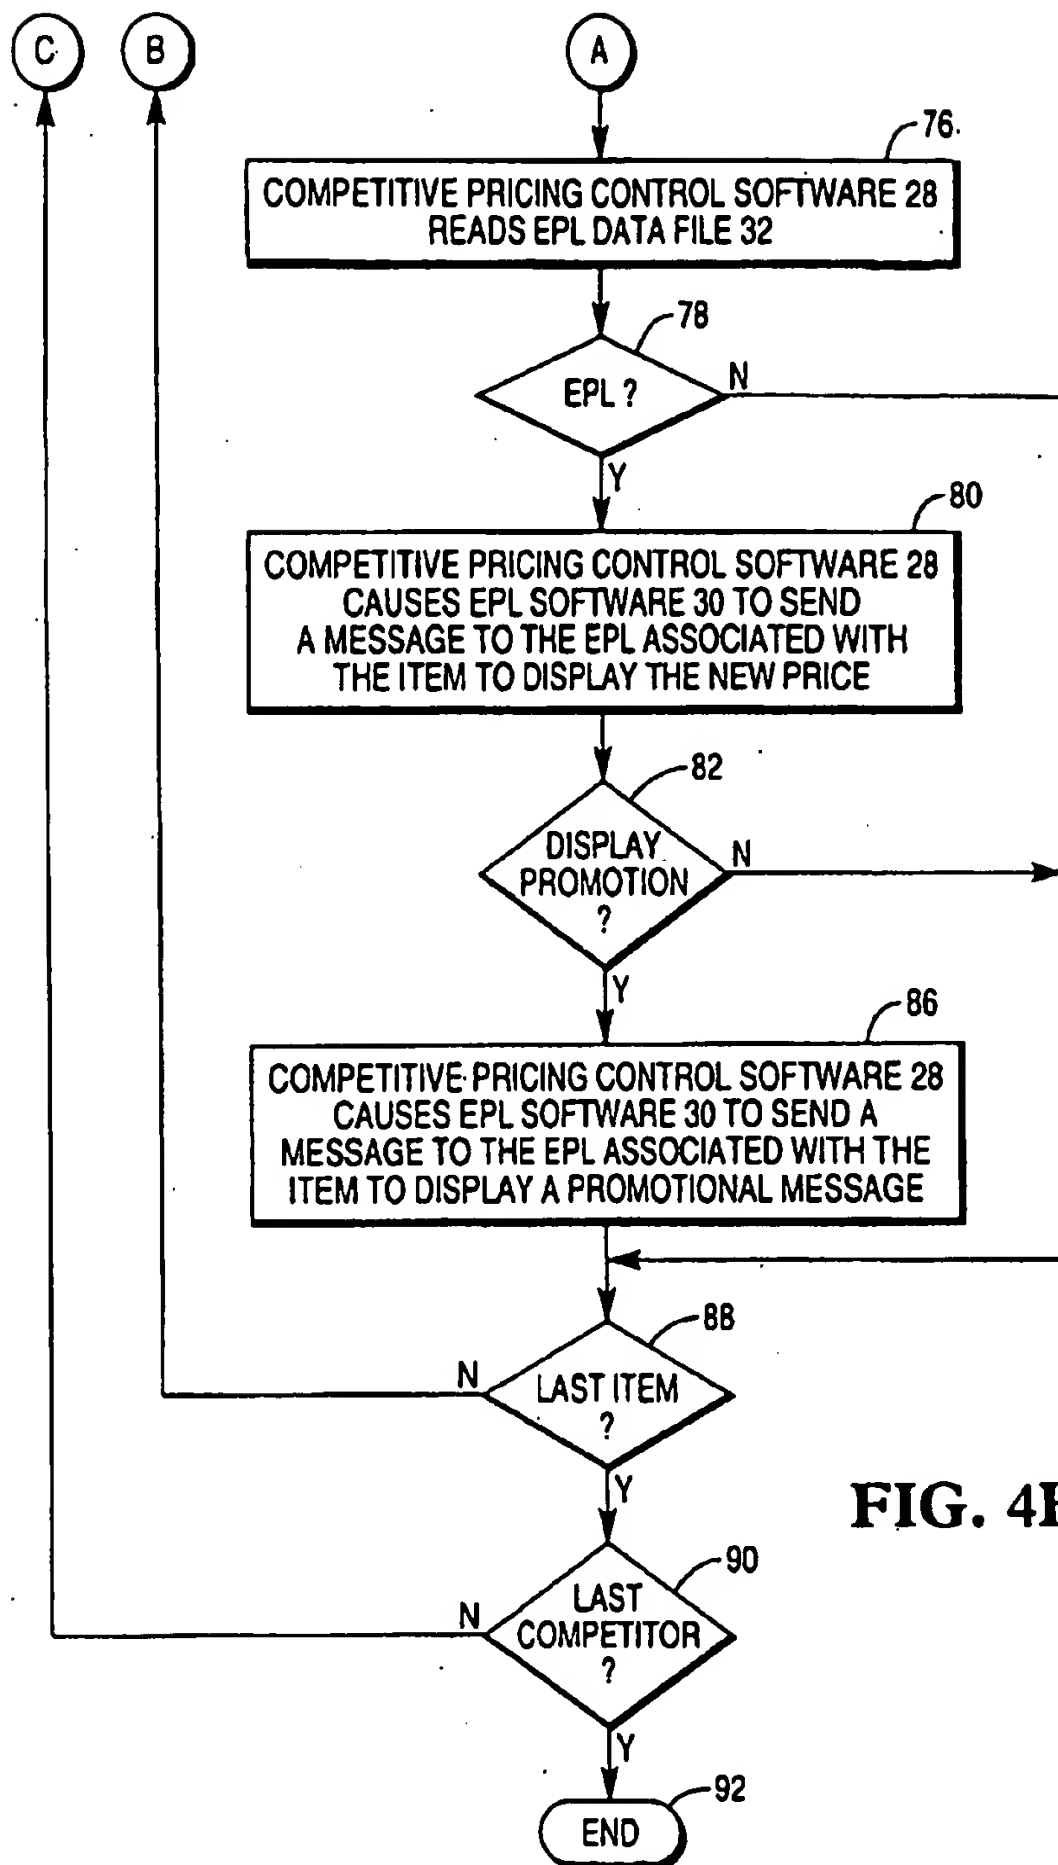 C
B
A
76
COMPETITIVE PRICING CONTROL SOFTWARE 28
READS EPL DATA FILE 32
78
EPL ?
N
Y
80
COMPETITIVE PRICING CONTROL SOFTWARE 28
CAUSES EPL SOFTWARE 30 TO SEND
A MESSAGE TO THE EPL ASSOCIATED WITH
THE ITEM TO DISPLAY THE NEW PRICE
82
DISPLAY
PROMOTION
?
N
Y
86
COMPETITIVE PRICING CONTROL SOFTWARE 28
CAUSES EPL SOFTWARE 30 TO SEND A
MESSAGE TO THE EPL ASSOCIATED WITH THE
ITEM TO DISPLAY A PROMOTIONAL MESSAGE
88
N
LAST ITEM
?
Y
FIG.
90
N
LAST
COMPETITOR
?
Y
92
END